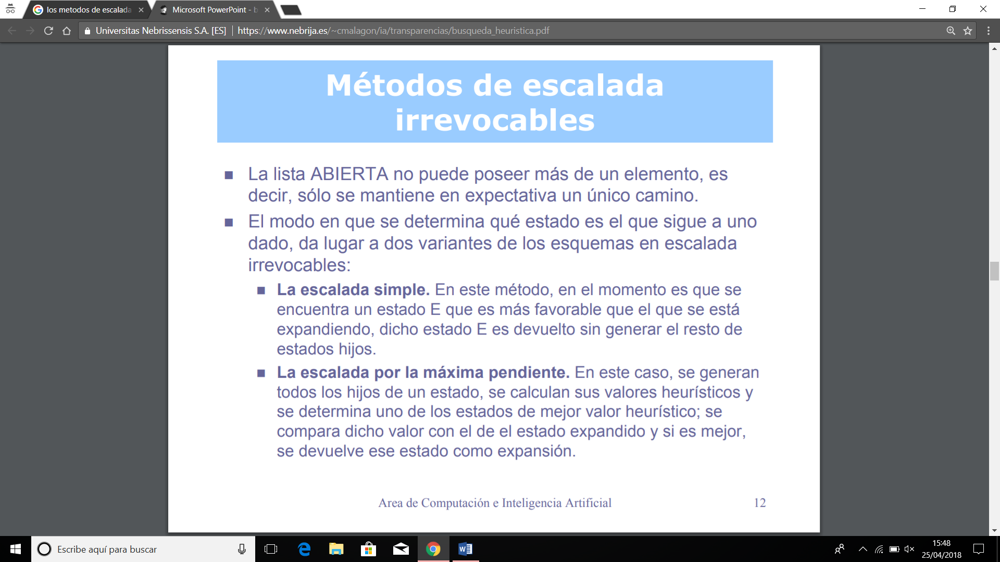 los metodos de escalada
Microsoft PowerPoint - b
Universitas Nebrissensis S.A. [ES]
https://www.nebrija.es/~cmalagon/ia/transparencias/busqueda_heuristica.pdf
Métodos de escalada
irrevocables
La lista ABIERTA no puede poseer más de un elemento, es
decir, sólo se mantiene en expectativa un único camino.
El modo en que se determina qué estado es el que sigue a uno
dado, da lugar a dos variantes de los esquemas en escalada
irrevocables:
La escalada simple. En este método, en el momento es que se
encuentra un estado E que es más favorable que el que se está
expandiendo, dicho estado E es devuelto sin generar el resto de
estados hijos.
La escalada por la máxima pendiente. En este caso, se generan
todos los hijos de un estado, se calculan sus valores heurísticos y
se determina uno de los estados de mejor valor heurístico; se
compara dicho valor con el de el estado expandido y si es mejor,
se devuelve ese estado como expansión.
Area de Computación e Inteligencia Artificial
12
Escribe aquí para buscar
15:48
25/04/2018